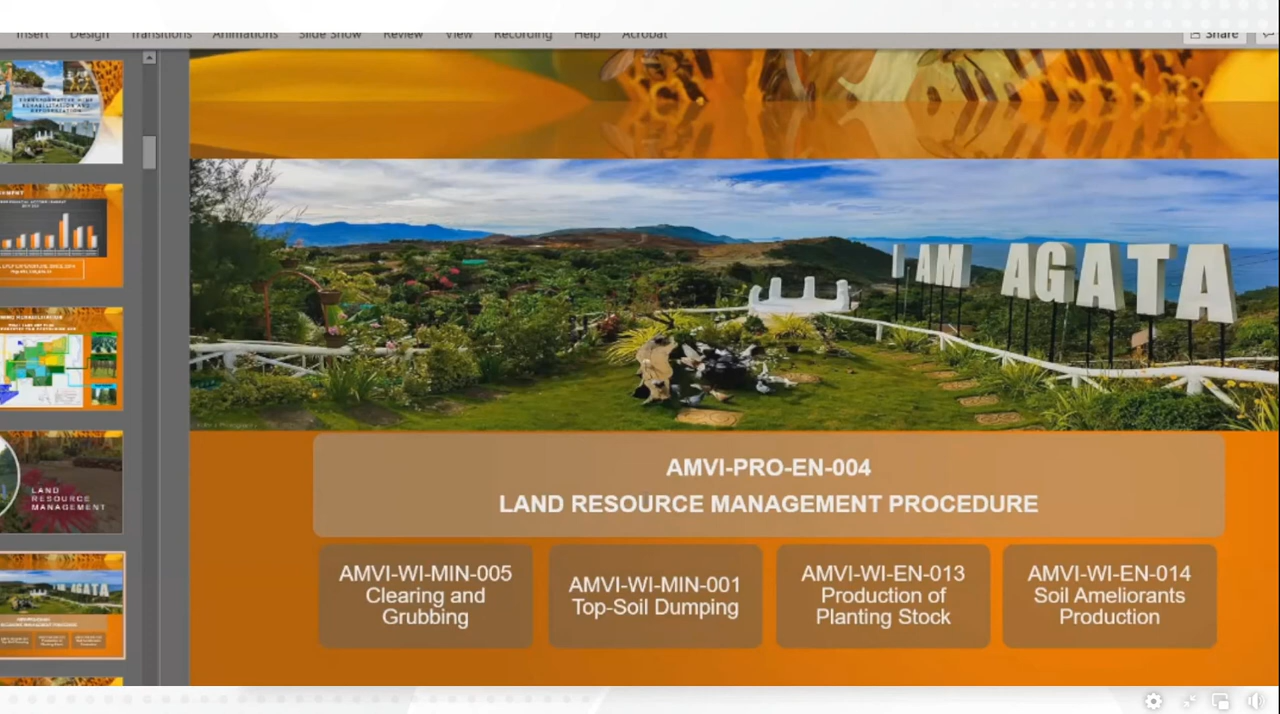 Insert Design Transitions Animations Slide Show Review View Recording Help Acrobat
Share
I AM AGATA
LAND
RESOURCE
MANAGEMENT
AMVI-PRO-EN-004
LAND RESOURCE MANAGEMENT PROCEDURE
AMVI-WI-MIN-005
Clearing and
Grubbing
AMVI-WI-MIN-001
Top-Soil Dumping
AMVI-WI-EN-013
Production of
Planting Stock
AMVI-WI-EN-014
Soil Ameliorants
Production